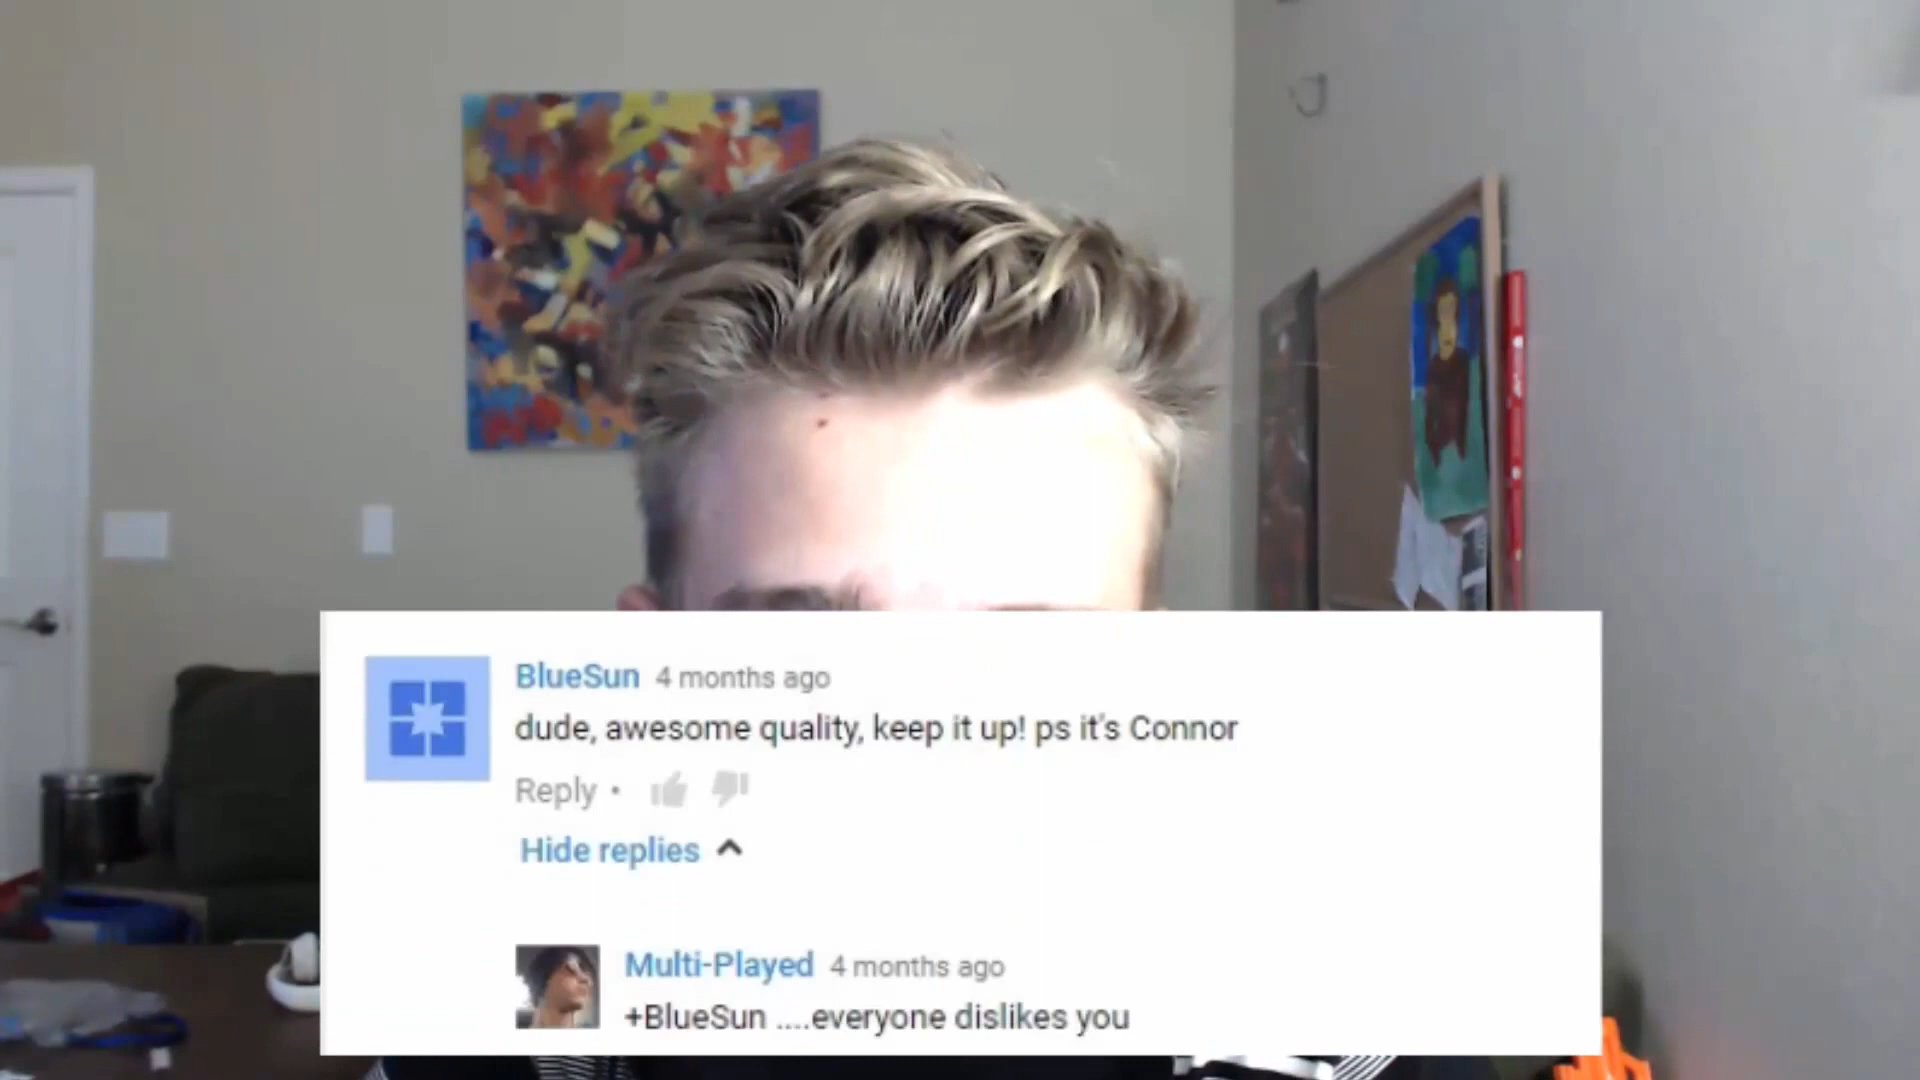 BlueSun 4 months ago
dude, awesome quality, keep it up! ps it's Connor
Reply •
Hide replies
Multi-Played 4 months ago
+BlueSun ....everyone dislikes you